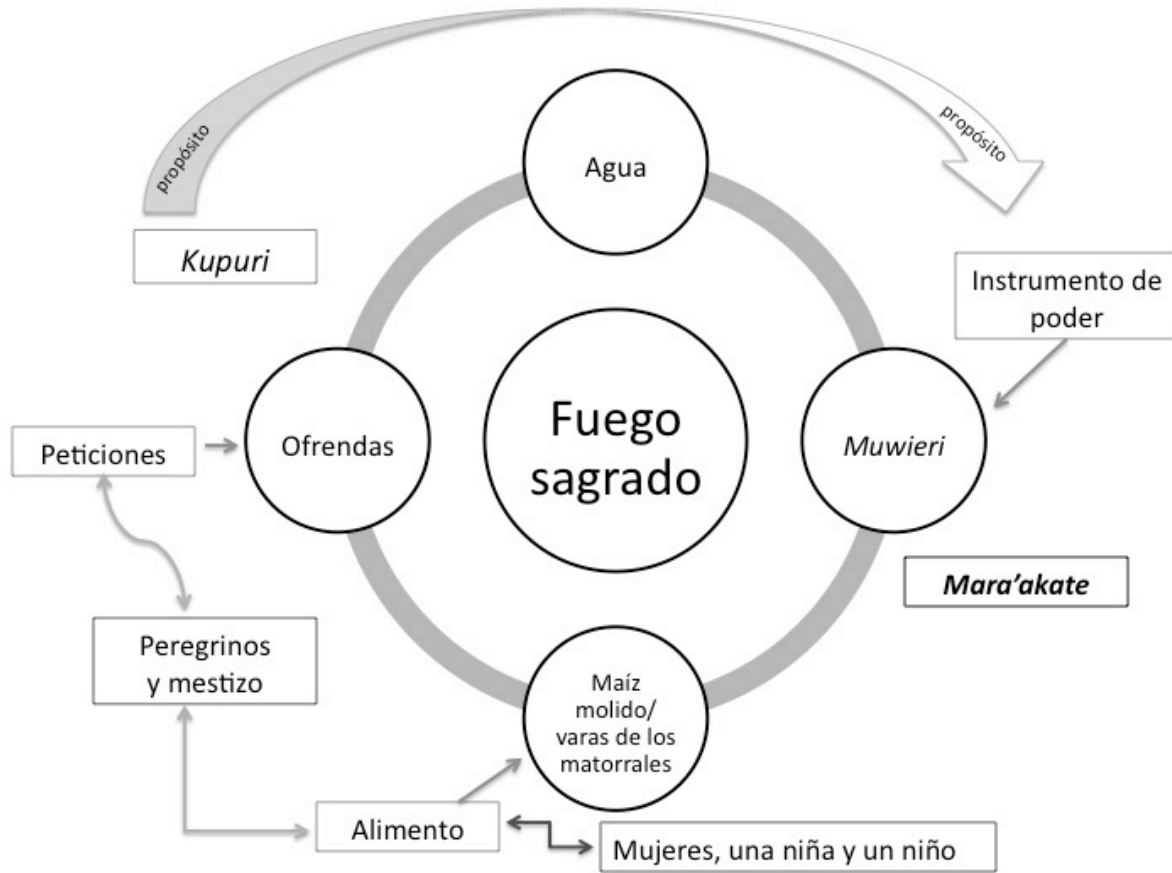 propósito
propósito
Agua
Kupuri
Instrumento de
poder
Fuego
sagrado
Ofrendas
Muwieri
Peticiones
Mara'akate
Peregrinos
y mestizo
Maíz
molido/
varas de los
matorrales
Alimento
Mujeres, una niña y un niño